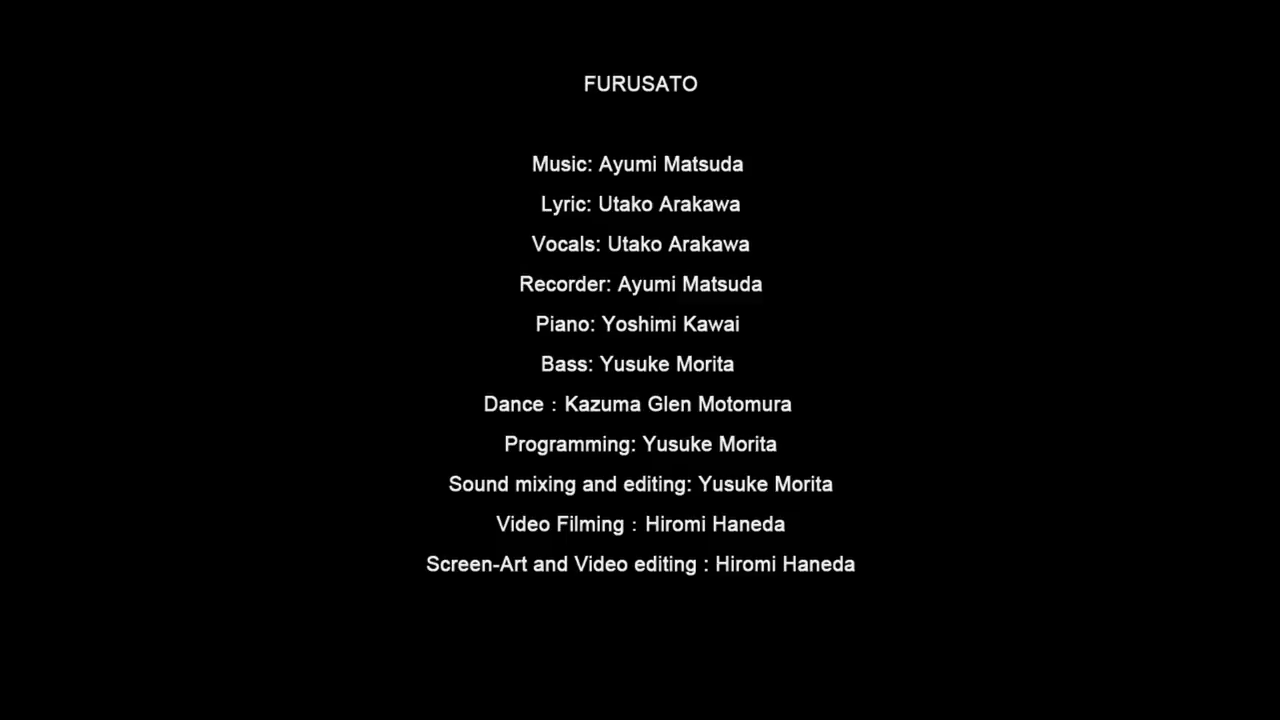 FURUSATO
Music: Ayumi Matsuda
Lyric: Utako Arakawa
Vocals: Utako Arakawa
Recorder: Ayumi Matsuda
Piano: Yoshimi Kawai
Bass: Yusuke Morita
Dance：Kazuma Glen Motomura
Programming: Yusuke Morita
Sound mixing and editing: Yusuke Morita
Video Filming：Hiromi Haneda
Screen-Art and Video editing : Hiromi Haneda